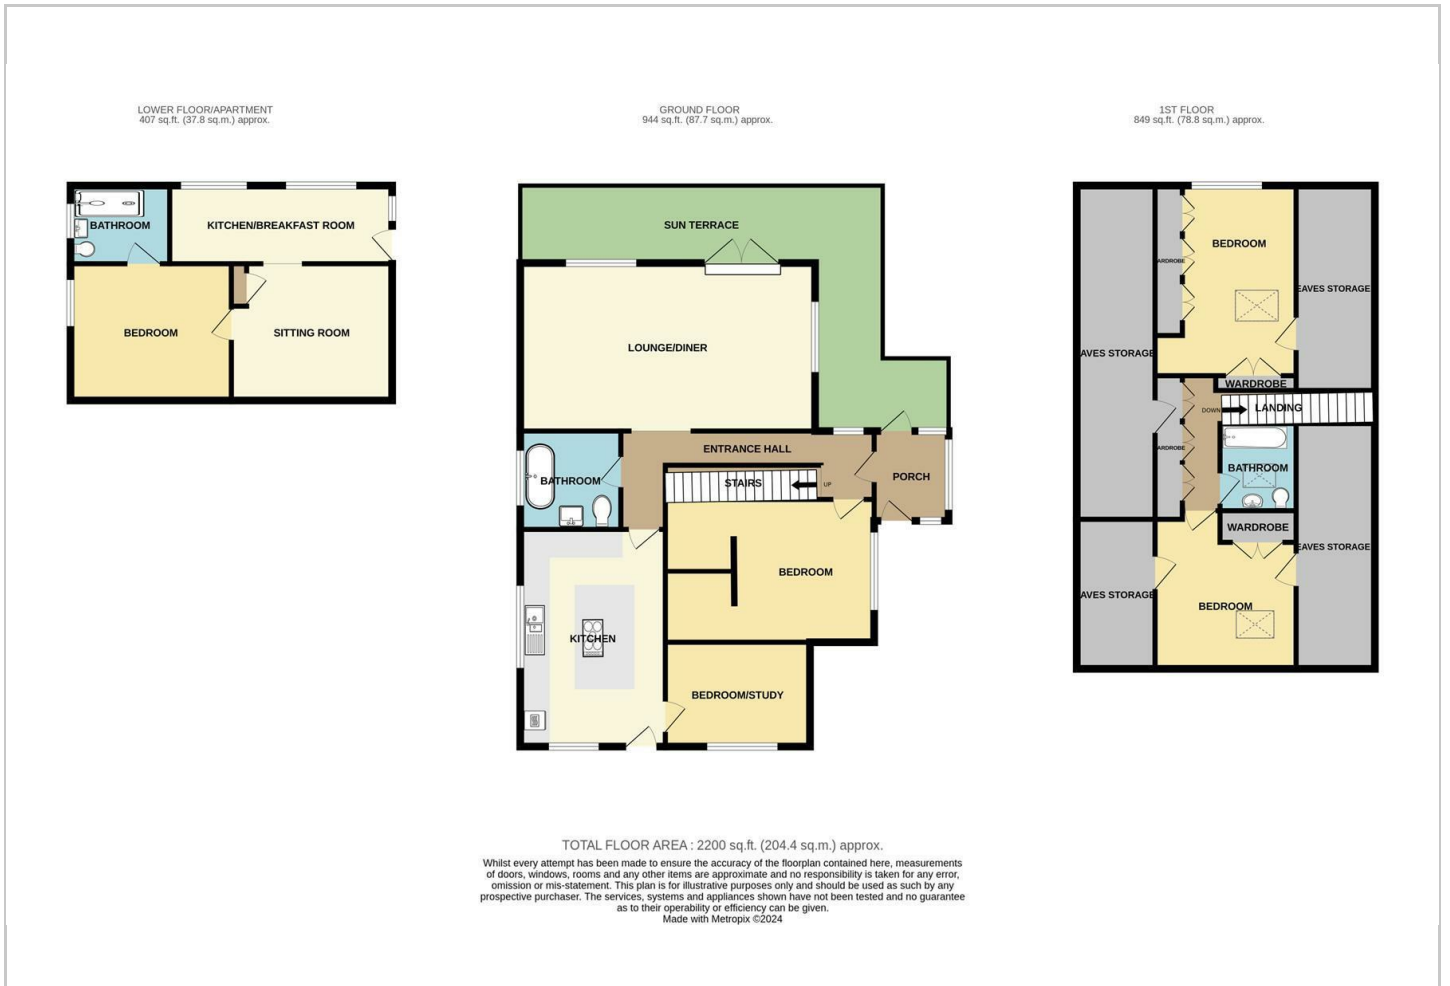 LOWER FLOOR/APARTMENT
407 sq.ft. (37.8 sq.m.) approx.
BATHROOM
KITCHEN/BREAKFAST ROOM
BEDROOM
SITTING ROOM
GROUND FLOOR
944 sq.ft. (87.7 sq.m.) approx.
SUN TERRACE
LOUNGE/DINER
ENTRANCE HALL
BATHROOM
STAIRS
UP
PORCH
BEDROOM
KITCHEN
BEDROOM/STUDY
1ST FLOOR
849 sq.ft. (78.8 sq.m.) approx.
BEDROOM
ARDROBE
EAVES STORAGE
AVES STORAGE
WARDROBE
DOWN
LANDING
ARDROBE
BATHROOM
WARDROBE
EAVES STORAGE
AVES STORAGE
BEDROOM
TOTAL FLOOR AREA : 2200 sq.ft. (204.4 sq.m.) approx.
Whilst every attempt has been made to ensure the accuracy of the floorplan contained here, measurements
of doors, windows, rooms and any other items are approximate and no responsibility is taken for any error,
omission or mis-statement. This plan is for illustrative purposes only and should be used as such by any
prospective purchaser. The services, systems and appliances shown have not been tested and no guarantee
as to their operability or efficiency can be given.
Made with Metropix ©2024